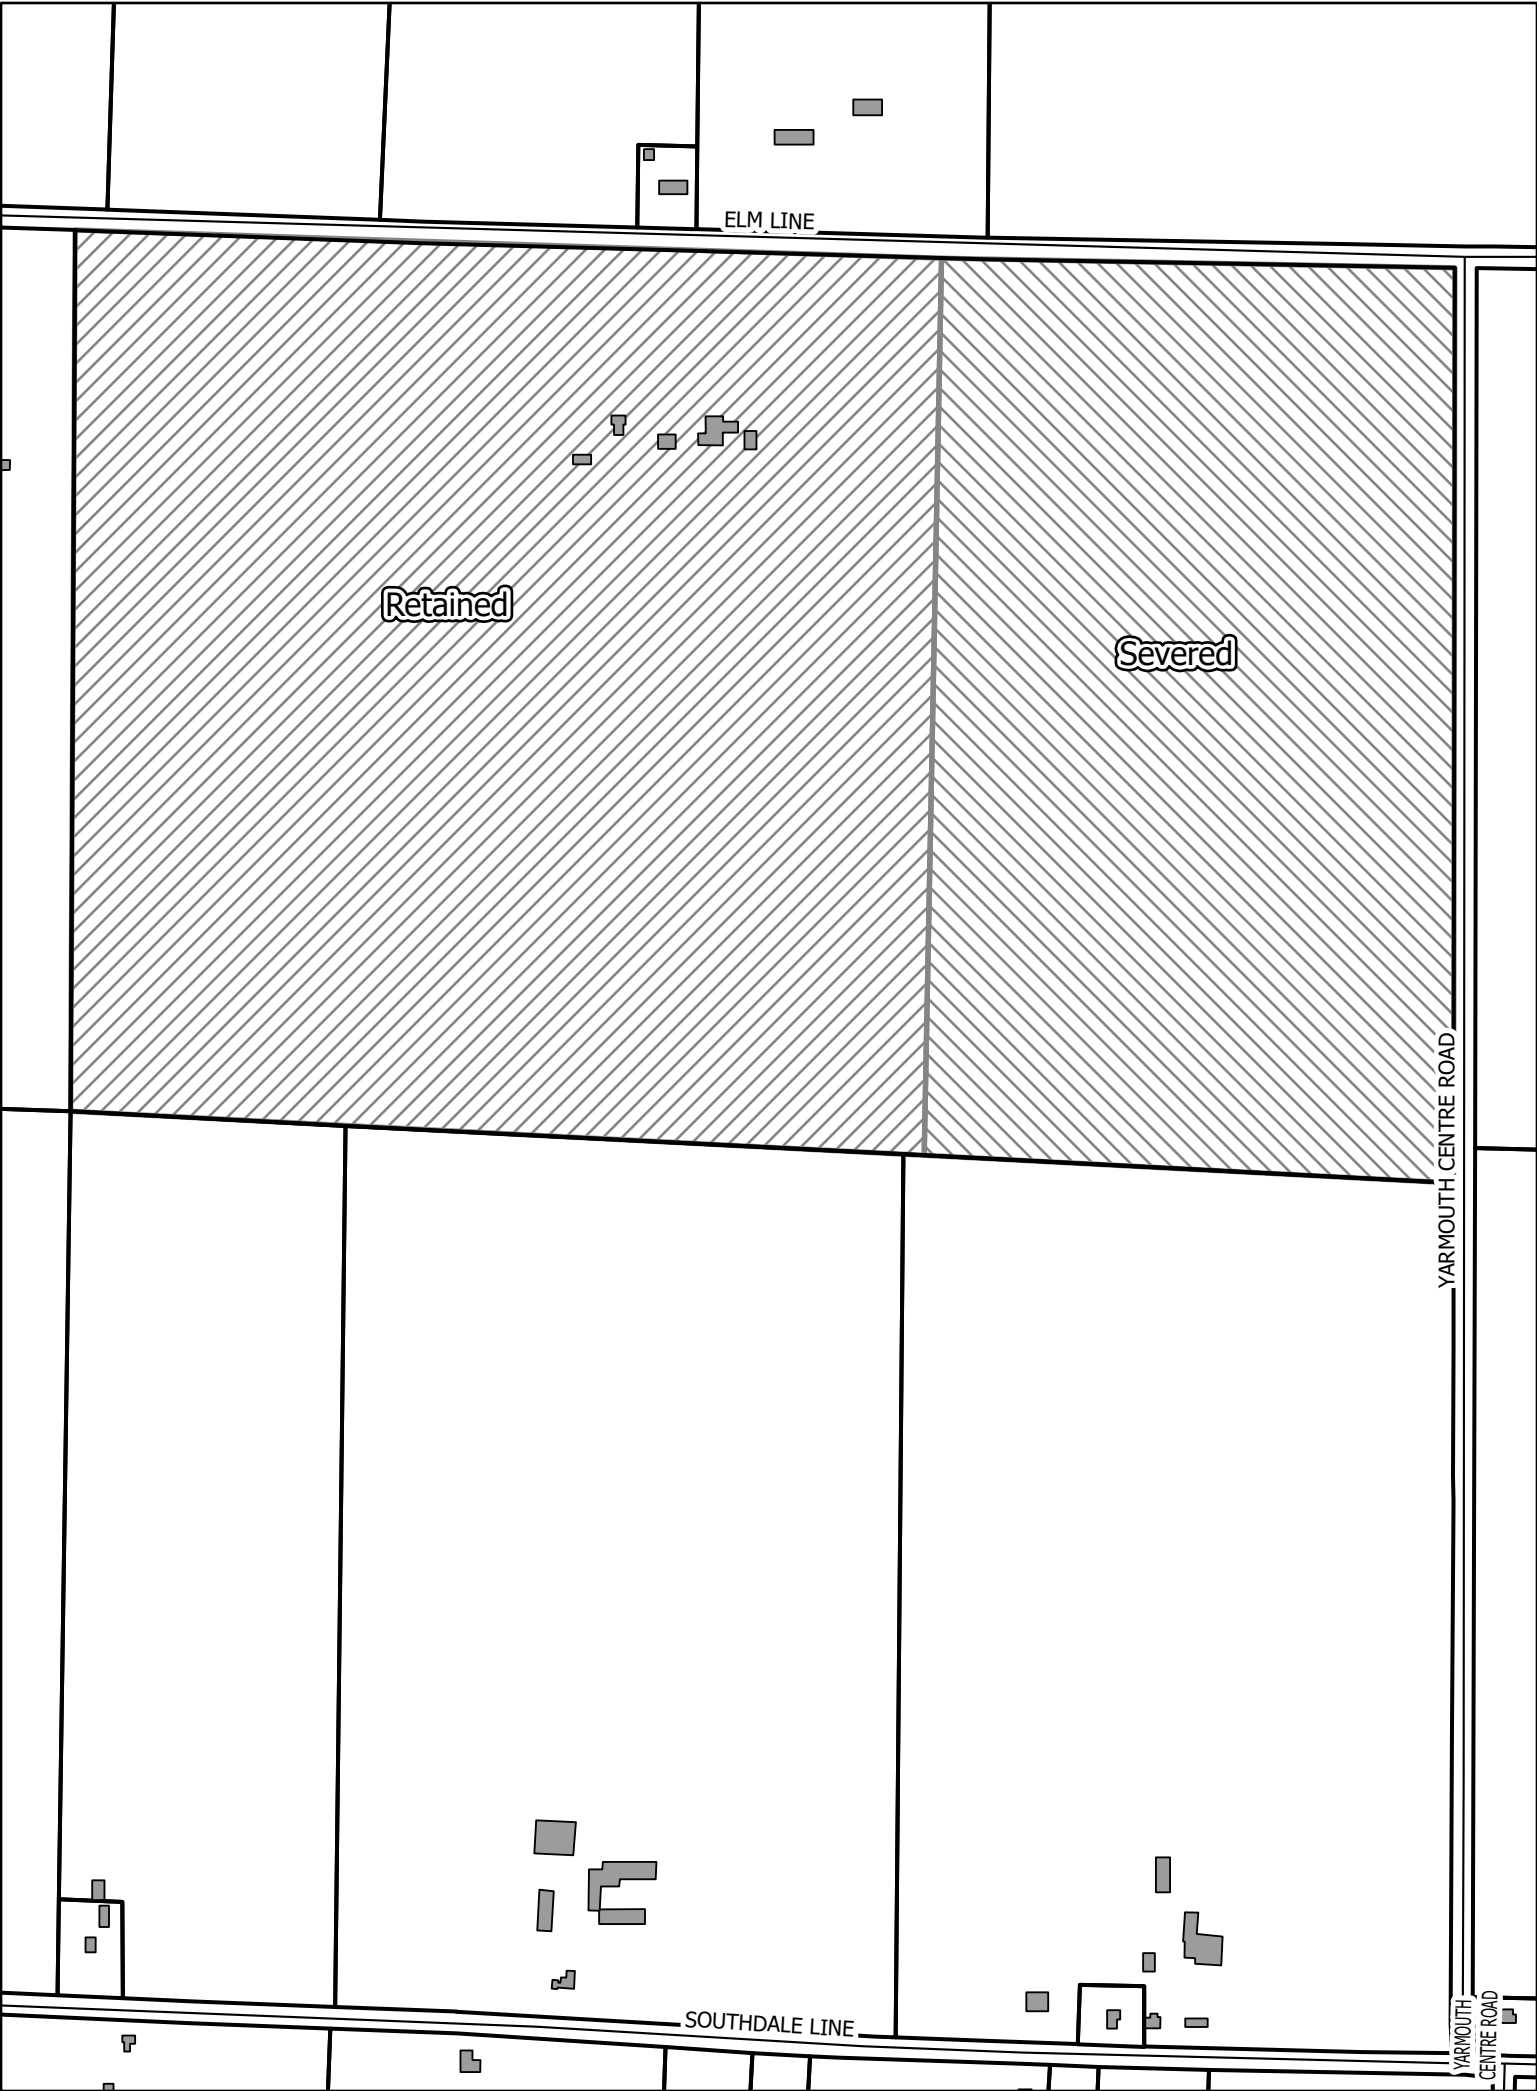 ELM LINE
Retained
Severed
YARMOUTH CENTRE ROAD
SOUTHDALE LINE
YARMOUTH
CENTRE ROAD